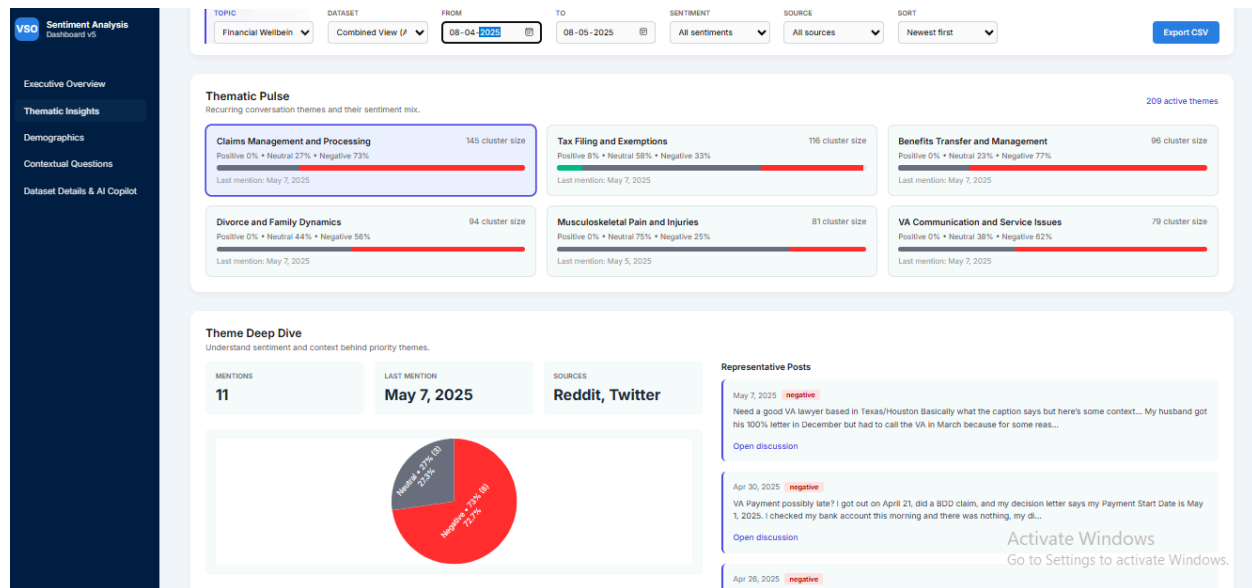 VSO
Sentiment Analysis
Dashboard v5
Executive Overview
Thematic Insights
Demographics
Contextual Questions
Dataset Details & AI Copilot
TOPIC
DATASET
FROM
TO
SENTIMENT
SOURCE
SORT
Financial Wellbein
Combined View (A
08-04-2025
08-05-2025
All sentiments
All sources
Newest first
Export CSV
Thematic Pulse
Recurring conversation themes and their sentiment mix.
209 active themes
Claims Management and Processing
145 cluster size
Positive 0% • Neutral 27% • Negative 73%
Last mention: May 7, 2025
Tax Filing and Exemptions
116 cluster size
Positive 8% • Neutral 58% • Negative 33%
Last mention: May 7, 2025
Benefits Transfer and Management
96 cluster size
Positive 0% • Neutral 23% • Negative 77%
Last mention: May 7, 2025
Divorce and Family Dynamics
94 cluster size
Positive 0% • Neutral 44% • Negative 56%
Last mention: May 7, 2025
Musculoskeletal Pain and Injuries
81 cluster size
Positive 0% • Neutral 75% • Negative 25%
Last mention: May 5, 2025
VA Communication and Service Issues
79 cluster size
Positive 0% • Neutral 38% • Negative 62%
Last mention: May 7, 2025
Theme Deep Dive
Understand sentiment and context behind priority themes.
MENTIONS
11
LAST MENTION
May 7, 2025
SOURCES
Reddit, Twitter
Neutral • 27% (3)
27.3%
Negative • 73% (8)
72.7%
Representative Posts
May 7, 2025 negative
Need a good VA lawyer based in Texas/Houston Basically what the caption says but here's some context... My husband got
his 100% letter in December but had to call the VA in March because for some reas...
Open discussion
Apr 30, 2025 negative
VA Payment possibly late? I got out on April 21, did a BDD claim, and my decision letter says my Payment Start Date is May
1, 2025. I checked my bank account this morning and there was nothing, my di...
Open discussion
Apr 26, 2025 negative
Activate Windows
Go to Settings to activate Windows.